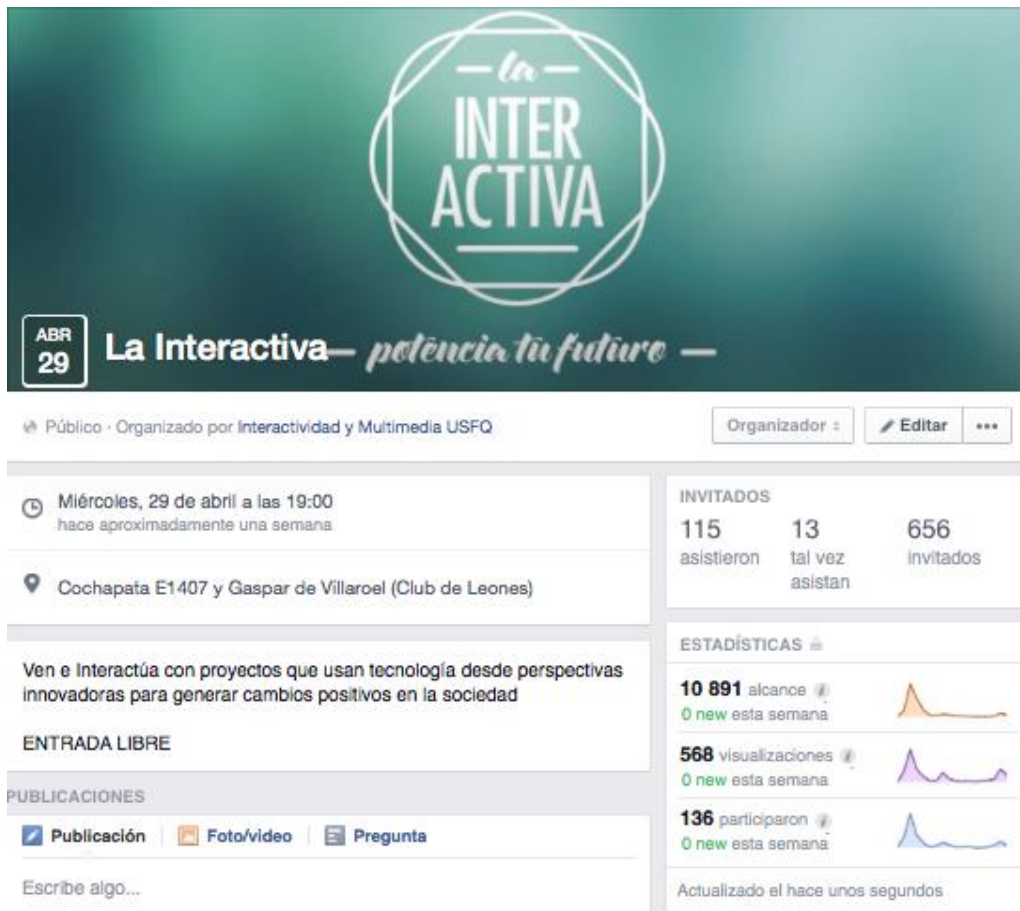 la
INTER
ACTIVA
ABR
29
La Interactiva
— potencia tu futuro —
Público · Organizado por Interactividad y Multimedia USFQ
Organizador
Editar
Miércoles, 29 de abril a las 19:00
hace aproximadamente una semana
Cochapata E1407 y Gaspar de Villaroel (Club de Leones)
Ven e Interactúa con proyectos que usan tecnología desde perspectivas
innovadoras para generar cambios positivos en la sociedad
ENTRADA LIBRE
PUBLICACIONES
Publicación Foto/video Pregunta
Escribe algo...
INVITADOS
115 13 656
asistieron tal vez invitados
asistan
ESTADÍSTICAS
10 891 alcance
0 new esta semana
568 visualizaciones
0 new esta semana
136 participaron
0 new esta semana
Actualizado el hace unos segundos